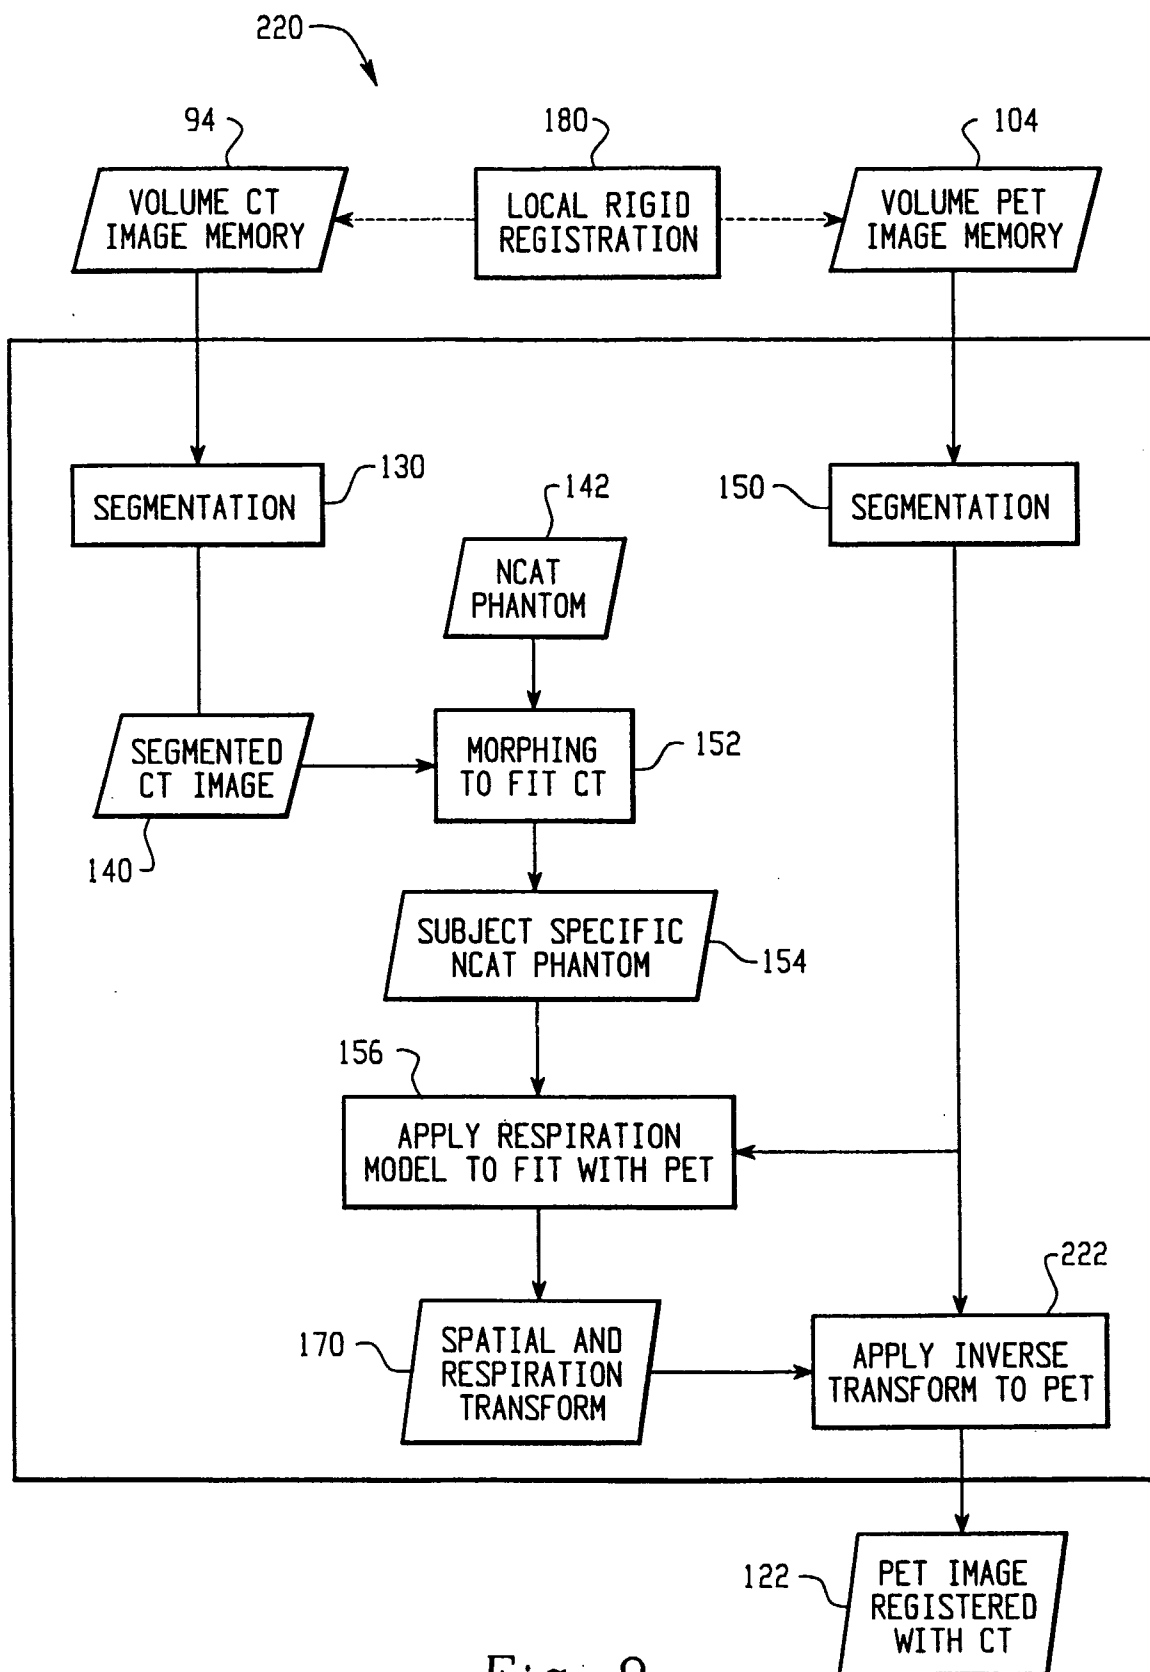 220
94
180
104
VOLUME CT
IMAGE MEMORY
LOCAL RIGID
REGISTRATION
VOLUME PET
IMAGE MEMORY
130
SEGMENTATION
142
150
SEGMENTATION
NCAT
PHANTOM
SEGMENTED
CT IMAGE
140
MORPHING
TO FIT CT
152
SUBJECT SPECIFIC
NCAT PHANTOM
154
156
APPLY RESPIRATION
MODEL TO FIT WITH PET
170
SPATIAL AND
RESPIRATION
TRANSFORM
222
APPLY INVERSE
TRANSFORM TO PET
122
PET IMAGE
REGISTERED
WITH CT